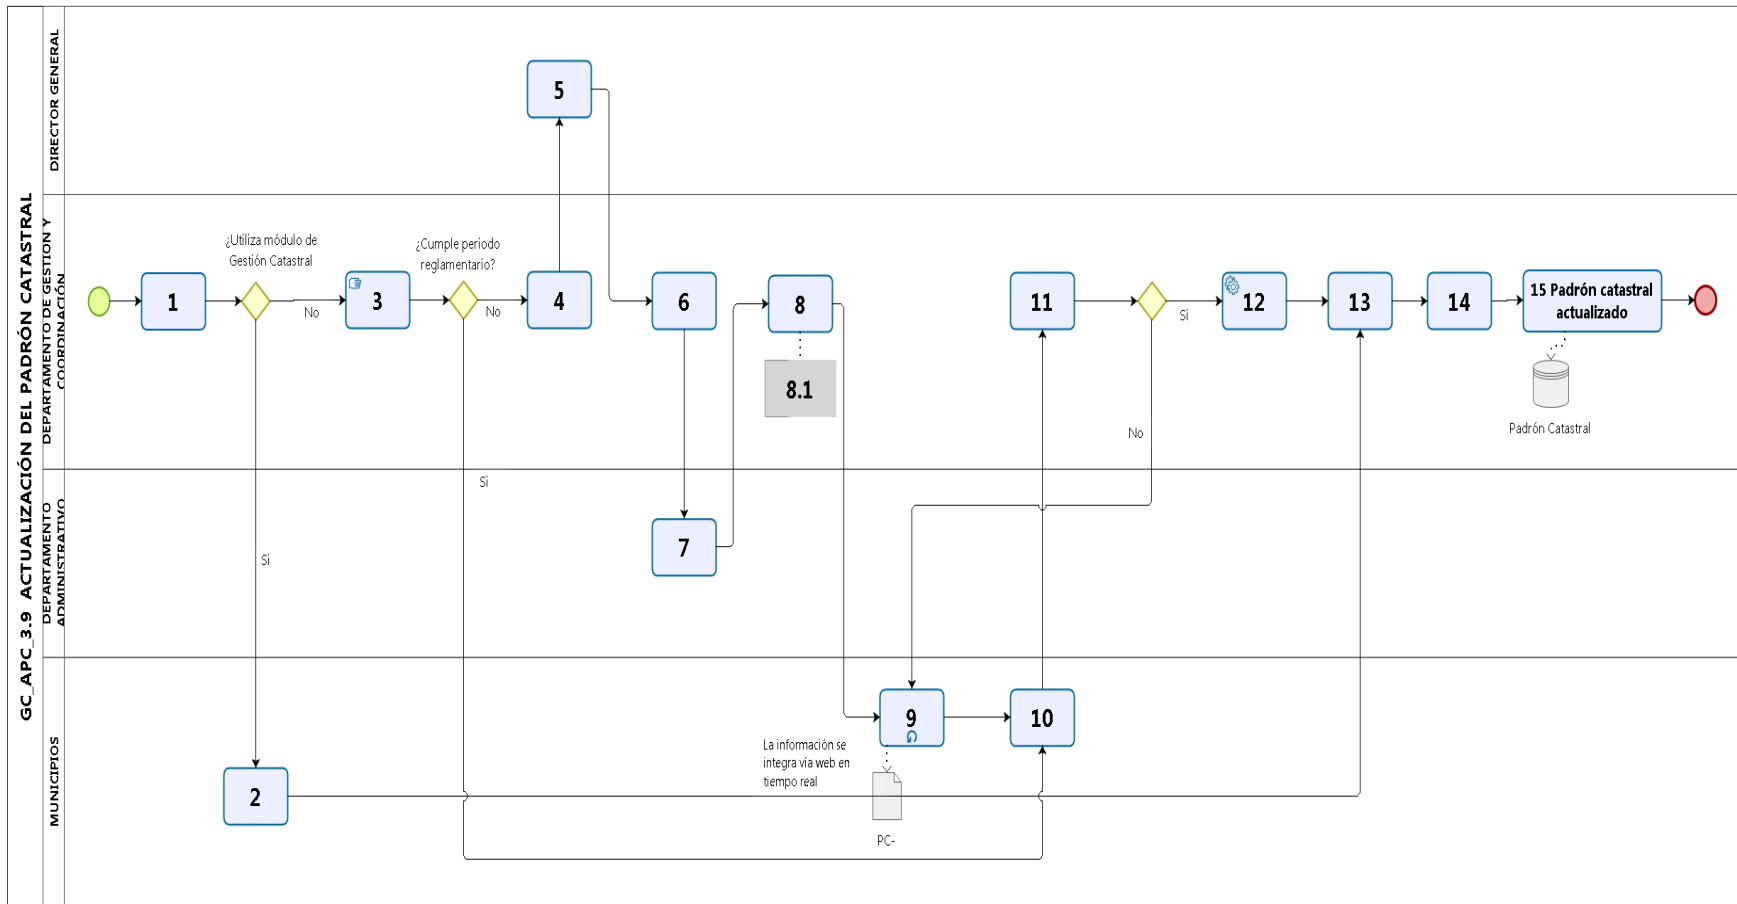 GC_APC_3.9 ACTUALIZACIÓN DEL PADRÓN CATASTRAL
DIRECTOR GENERAL
5
DEPARTAMENTO DE GESTION Y
COORDINACIÓN
1
¿Utiliza módulo de
Gestión Catastral
No
3
¿Cumple periodo
reglamentario?
No
4
6
8
8.1
11
Si
12
13
14
15 Padrón catastral
actualizado
Padrón Catastral
No
DEPARTAMENTO
ADMINISTRATIVO
Si
Si
7
MUNICIPIOS
2
9
10
La información se
integra vía web en
tiempo real
PC-